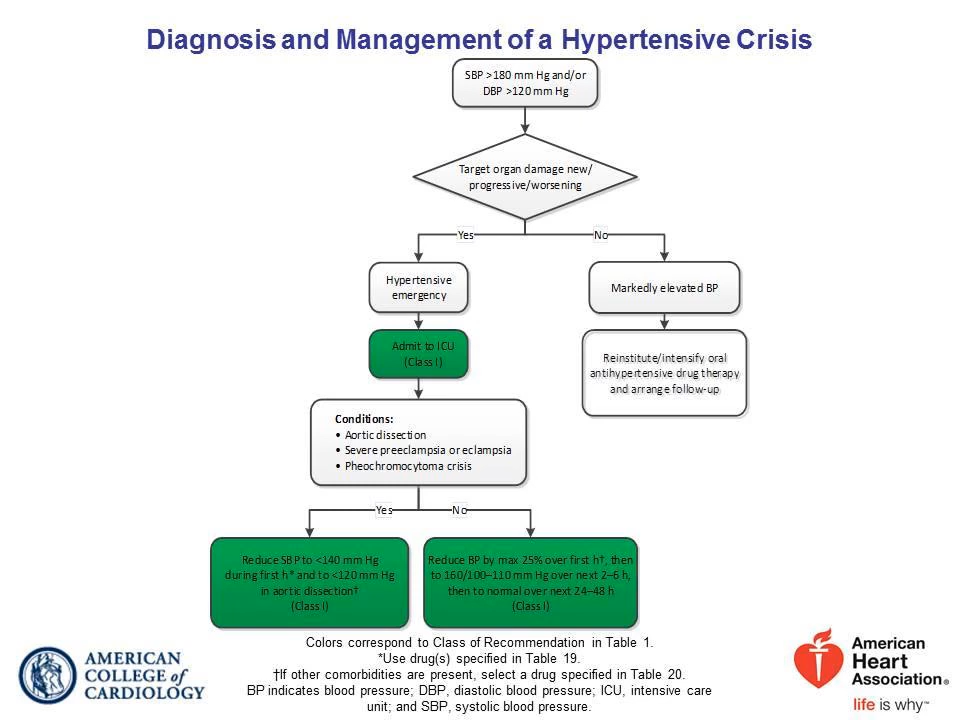 Diagnosis and Management of a Hypertensive Crisis
SBP >180 mm Hg and/or
DBP >120 mm Hg
Target organ damage new/
progressive/worsening
Yes
No
Hypertensive
emergency
Markedly elevated BP
Admit to ICU
(Class I)
Reinstitute/intensify oral
antihypertensive drug therapy
and arrange follow-up
Conditions:
• Aortic dissection
• Severe preeclampsia or eclampsia
• Pheochromocytoma crisis
Yes
No
Reduce SBP to <140 mm Hg
during first h* and to <120 mm Hg
in aortic dissection†
(Class I)
Reduce BP by max 25% over first h†, then
to 160/100–110 mm Hg over next 2–6 h,
then to normal over next 24–48 h
(Class I)
Colors correspond to Class of Recommendation in Table 1.
*Use drug(s) specified in Table 19.
†If other comorbidities are present, select a drug specified in Table 20.
BP indicates blood pressure; DBP, diastolic blood pressure; ICU, intensive care
unit; and SBP, systolic blood pressure.
AMERICAN
COLLEGE of
CARDIOLOGY
American
Heart
Association®
life is why™